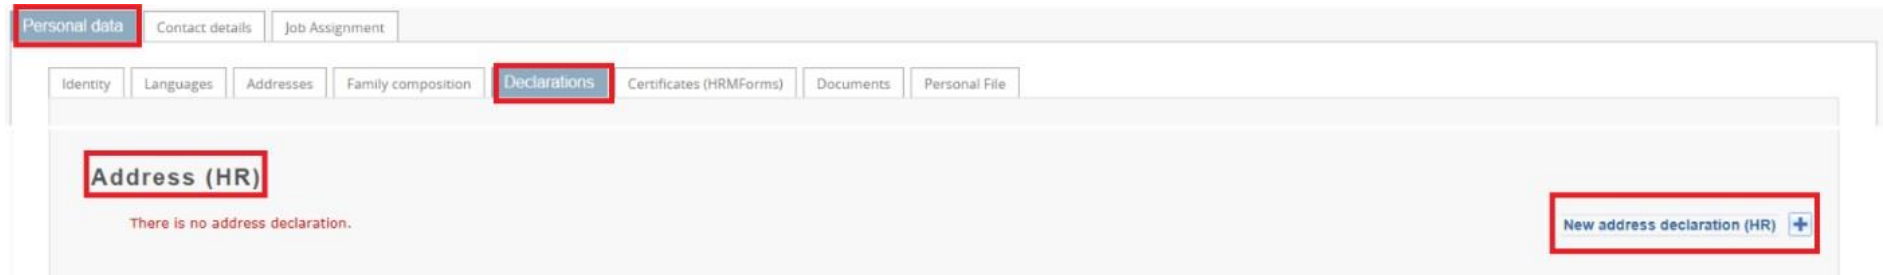 Personal data Contact details Job Assignment
Identity Languages Addresses Family composition Declarations Certificates (HRMForms) Documents Personal File
Address (HR)
There is no address declaration.
New address declaration (HR) +